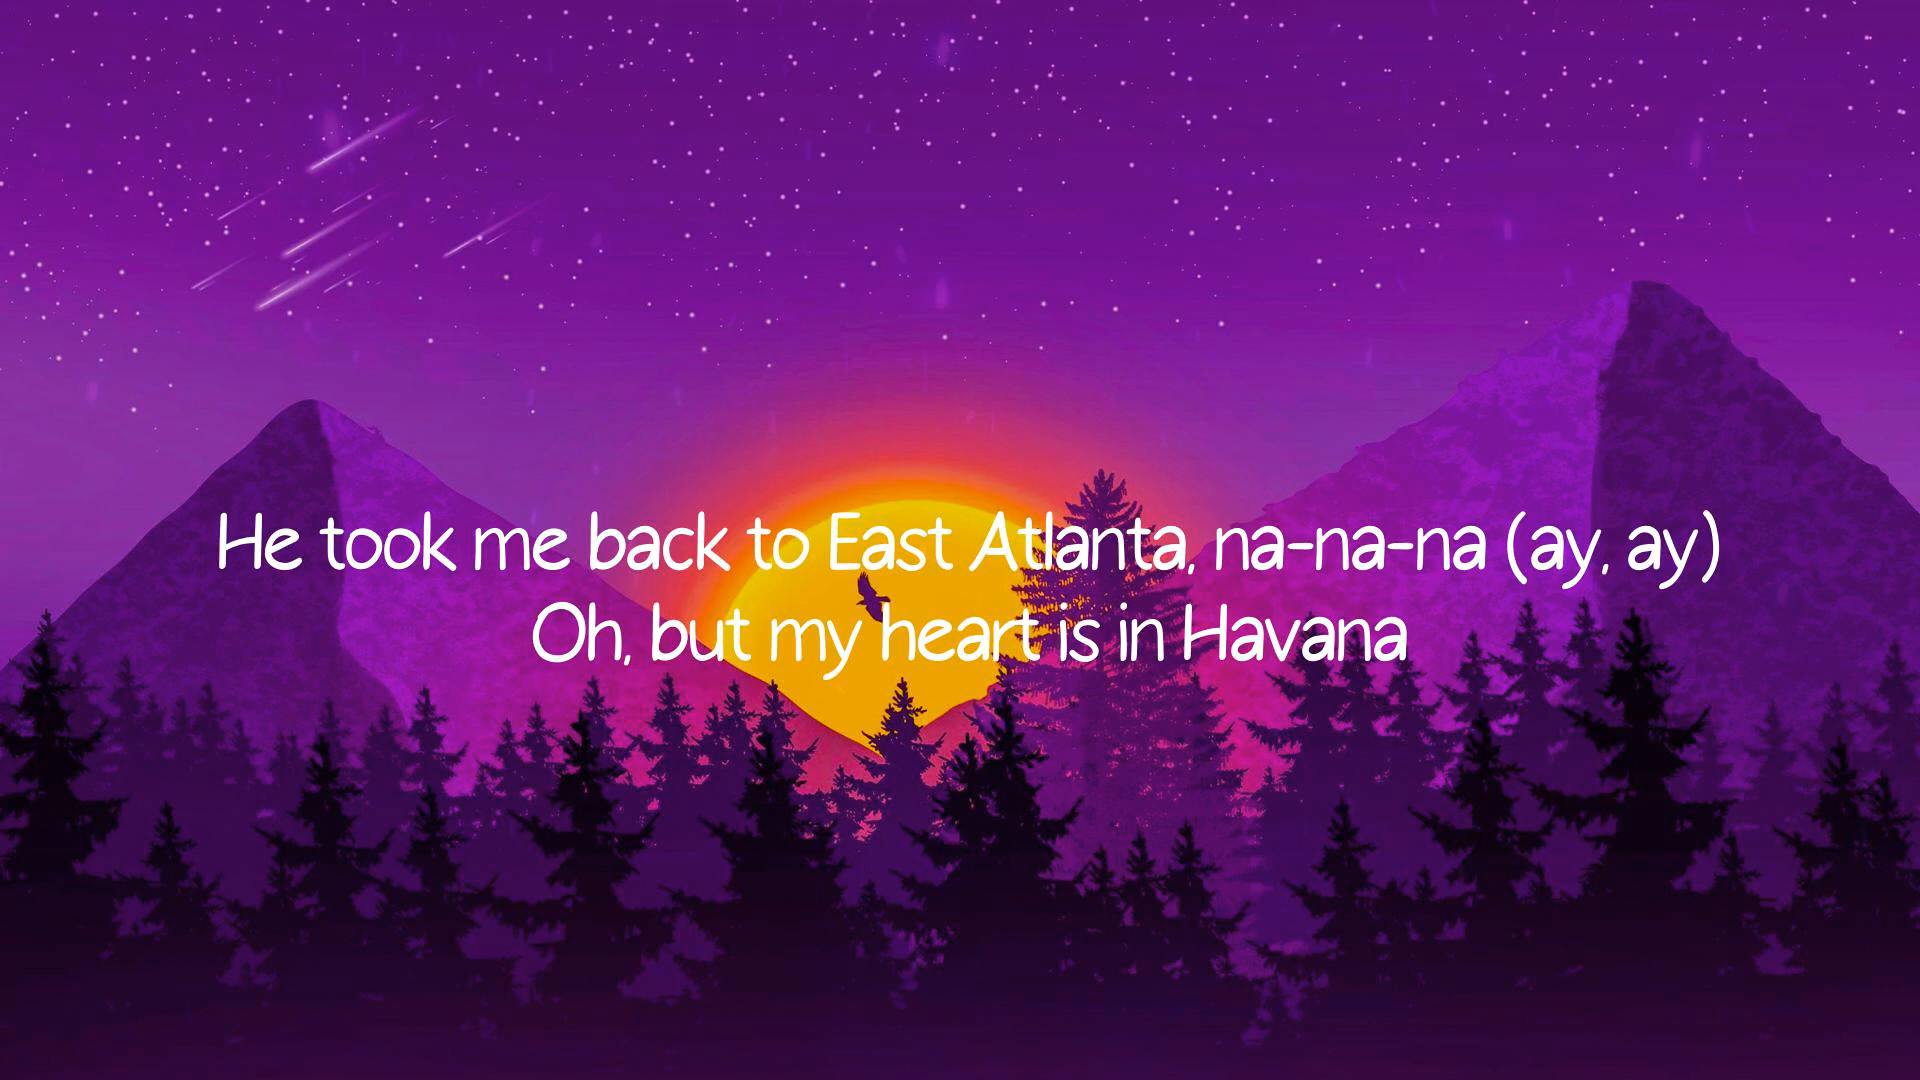 He took me back to East Atlanta, na-na-na (ay, ay)
Oh, but my heart is in Havana